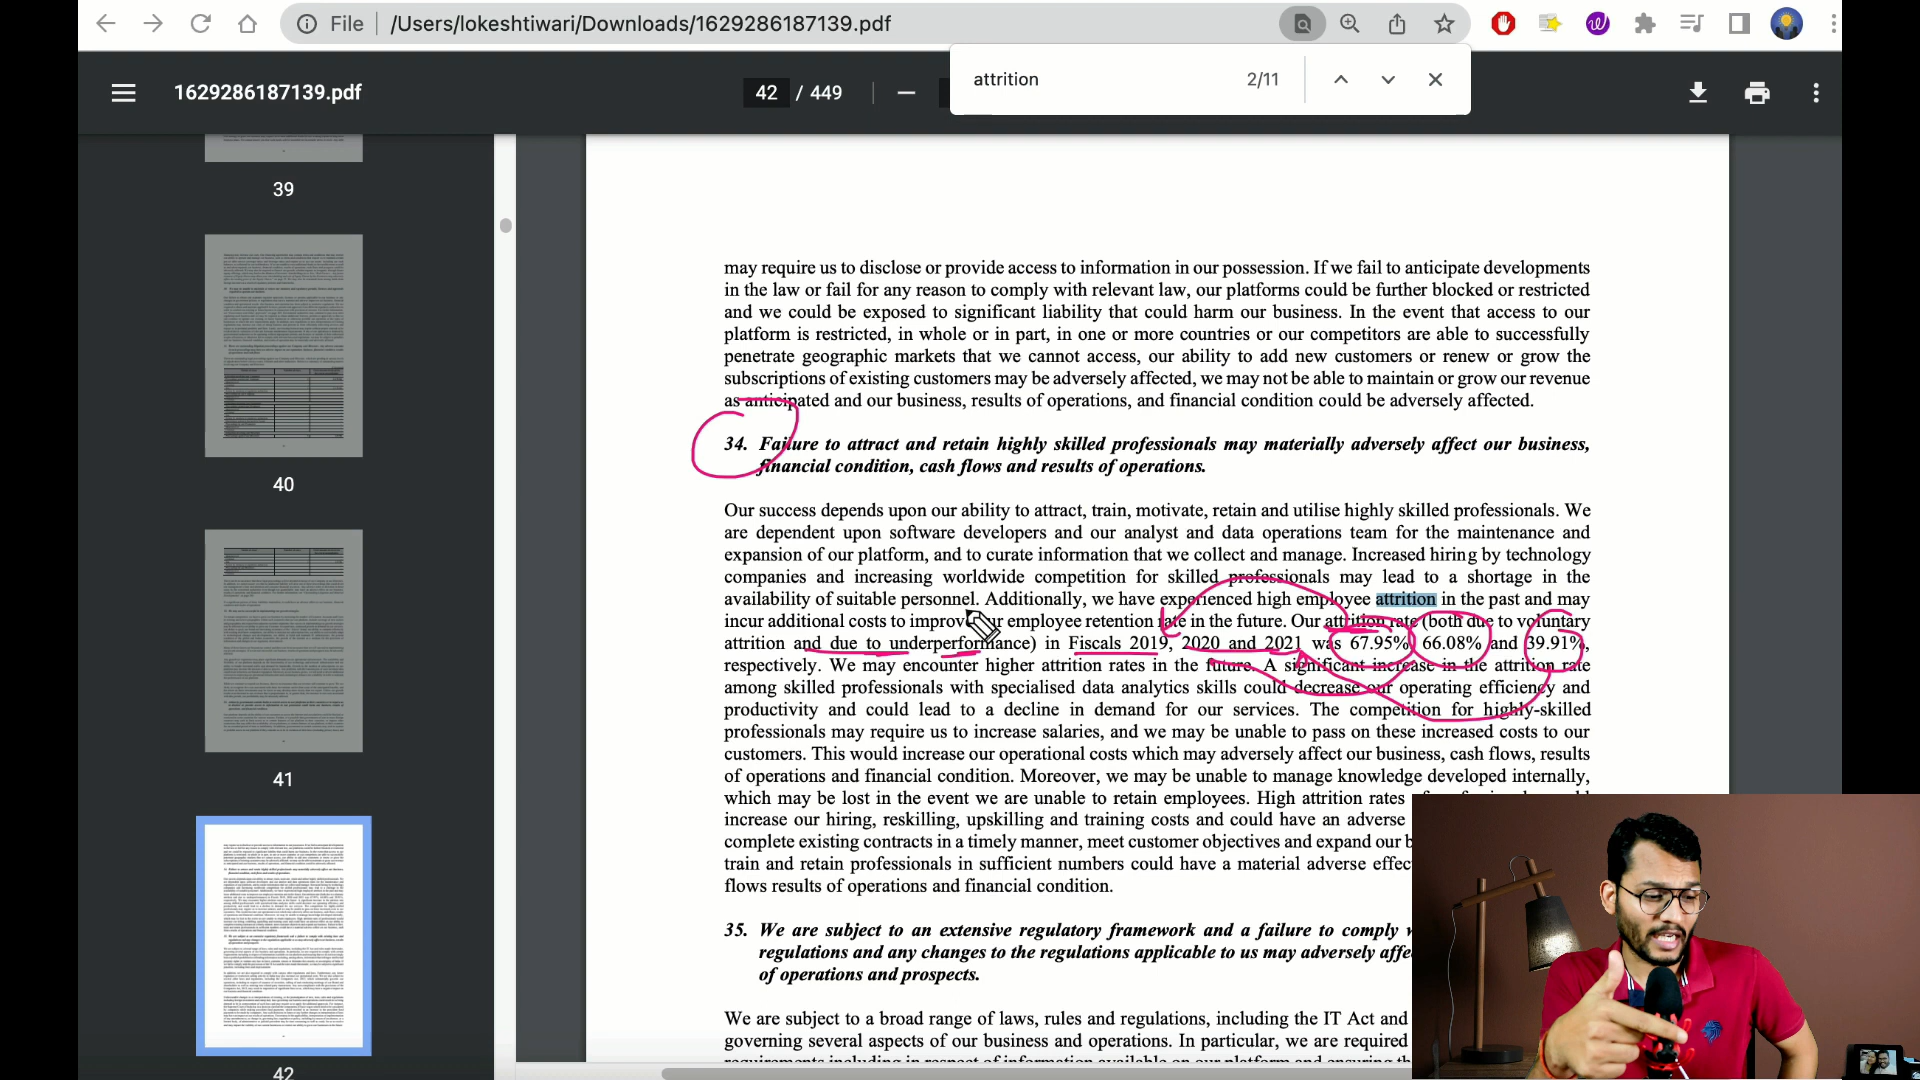 File
/Users/lokeshtiwari/Downloads/1629286187139.pdf
attrition
2/11
1629286187139.pdf
42 / 449
39
40
41
42
may require us to disclose or provide access to information in our possession. If we fail to anticipate developments
in the law or fail for any reason to comply with relevant law, our platforms could be further blocked or restricted
and we could be exposed to significant liability that could harm our business. In the event that access to our
platform is restricted, in whole or in part, in one or more countries or our competitors are able to successfully
penetrate geographic markets that we cannot access, our ability to add new customers or renew or grow the
subscriptions of existing customers may be adversely affected, we may not be able to maintain or grow our revenue
as anticipated and our business, results of operations, and financial condition could be adversely affected.
34. Failure to attract and retain highly skilled professionals may materially adversely affect our business,
financial condition, cash flows and results of operations.
Our success depends upon our ability to attract, train, motivate, retain and utilise highly skilled professionals. We
are dependent upon software developers and our analyst and data operations team for the maintenance and
expansion of our platform, and to curate information that we collect and manage. Increased hiring by technology
companies and increasing worldwide competition for skilled professionals may lead to a shortage in the
availability of suitable personnel. Additionally, we have experienced high employee attrition in the past and may
incur additional costs to improve our employee retention rate in the future. Our attrition rate (both due to voluntary
attrition and due to underperformance) in Fiscals 2019, 2020 and 2021 was 67.95%, 66.08% and 39.91%,
respectively. We may encounter higher attrition rates in the future. A significant increase in the attrition rate
among skilled professionals with specialised data analytics skills could decrease our operating efficiency and
productivity and could lead to a decline in demand for our services. The competition for highly-skilled
professionals may require us to increase salaries, and we may be unable to pass on these increased costs to our
customers. This would increase our operational costs which may adversely affect our business, cash flows, results
of operations and financial condition. Moreover, we may be unable to manage knowledge developed internally,
which may be lost in the event we are unable to retain employees. High attrition rates
increase our hiring, reskilling, upskilling and training costs and could have an adverse
complete existing contracts in a timely manner, meet customer objectives and expand our
train and retain professionals in sufficient numbers could have a material adverse
flows results of operations and financial condition.
35. We are subject to an extensive regulatory framework and a failure to comply
regulations and any changes to the regulations applicable to us may adversely
of operations and prospects.
We are subject to a broad range of laws, rules and regulations, including the IT Act and
governing several aspects of our business and operations. In particular, we are required